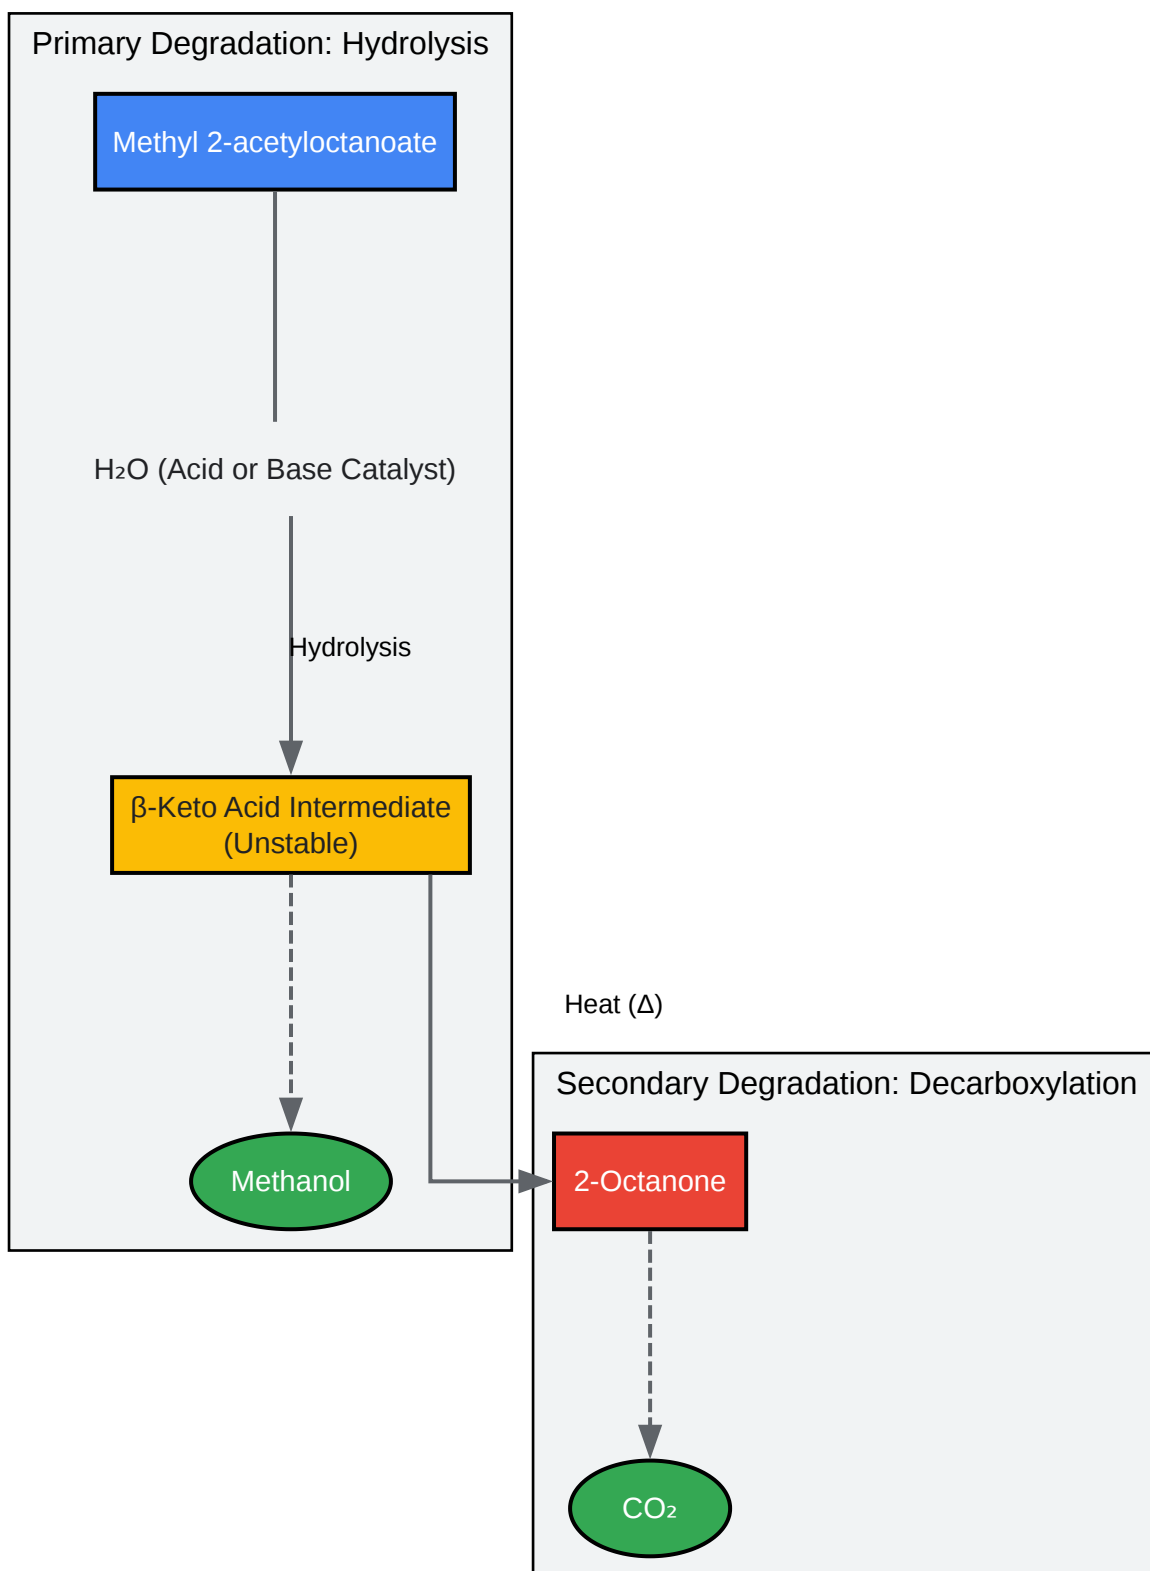 Primary Degradation: Hydrolysis
Methyl 2-acetyloctanoate
H₂O (Acid or Base Catalyst)
Hydrolysis
β-Keto Acid Intermediate
(Unstable)
Heat (Δ)
Secondary Degradation: Decarboxylation
Methanol
2-Octanone
CO₂